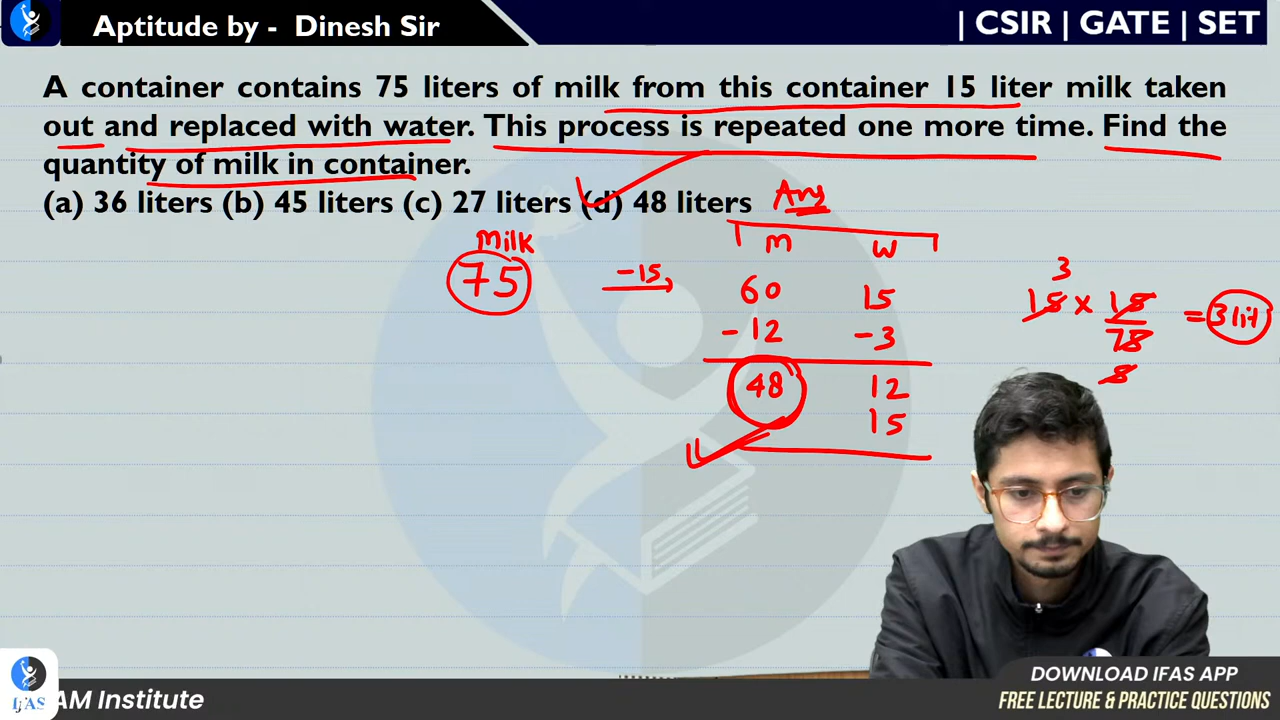 Aptitude by - Dinesh Sir
| CSIR | GATE | SET
A container contains 75 liters of milk from this container 15 liter milk taken
out and replaced with water. This process is repeated one more time. Find the
quantity of milk in container.
(a) 36 liters (b) 45 liters (c) 27 liters (d) 48 liters Ans
Milk
75
-15
m w
60 15
-12 -3
48 12
15
3
15 x 15
75
5
= 3 lit
DOWNLOAD IFAS APP
FREE LECTURE & PRACTICE QUESTIONS
IFAS
AM Institute